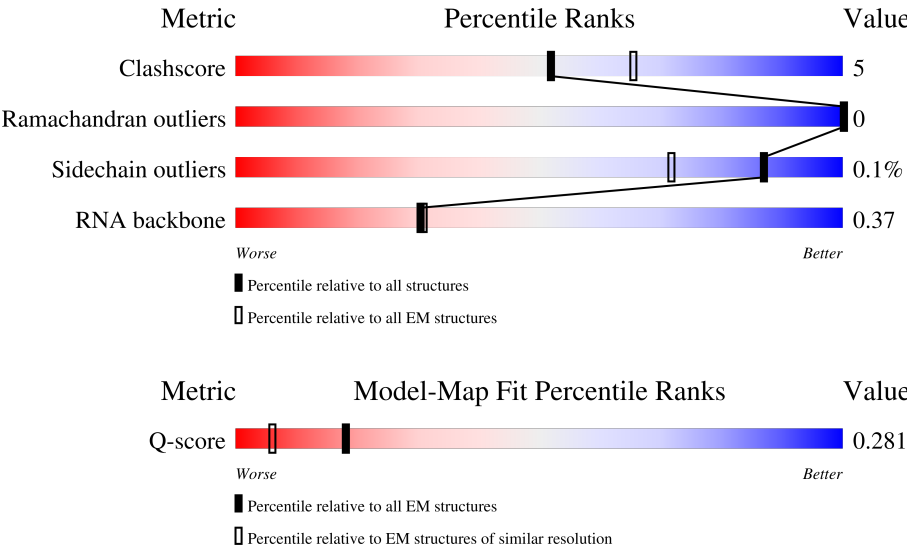 Metric Percentile Ranks Value
Clashscore 5
Ramachandran outliers 0
Sidechain outliers 0.1%
RNA backbone 0.37
Worse Better
Percentile relative to all structures
Percentile relative to all EM structures
Metric Model-Map Fit Percentile Ranks Value
Q-score 0.281
Worse Better
Percentile relative to all EM structures
Percentile relative to EM structures of similar resolution